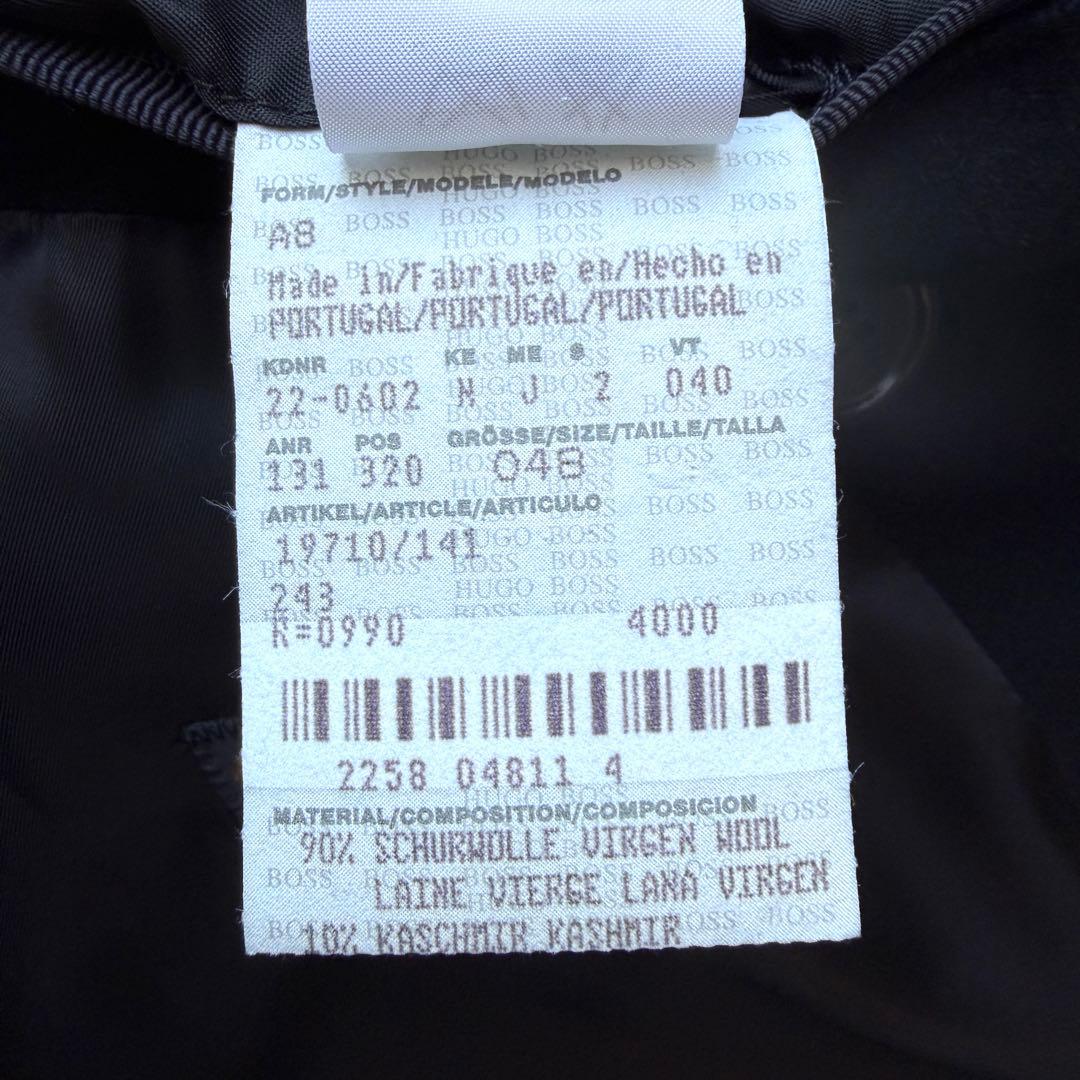 FORM/STYLE/MODELE/MODELO
A8
Made in/Fabrique en/Hecho en
PORTUGAL/PORTUGAL/PORTUGAL
KDNR KE ME S VT
22-0602 N J 2 040
ANR POS GRÖSSE/SIZE/TAILLE/TALLA
131 320 048
ARTIKEL/ARTICLE/ARTICULO
19710/141
243
K=0990 4000
2258 04811 4
MATERIAL/COMPOSITION/COMPOSICION
90% SCHURWOLLE VIRGEN WOOL
LAINE VIERGE LANA VIRGEN
10% KASCHMIR KASHMIR
HUGO BOSS